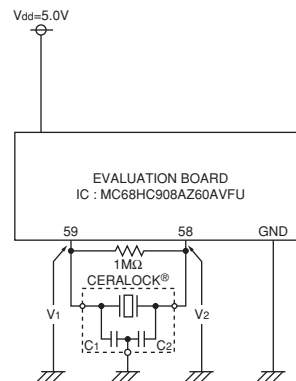 Vdd=5.0V
EVALUATION BOARD
IC : MC68HC908AZ60AVFU
59 58 GND
1MΩ
CERALOCK®
V1 C1 C2 V2